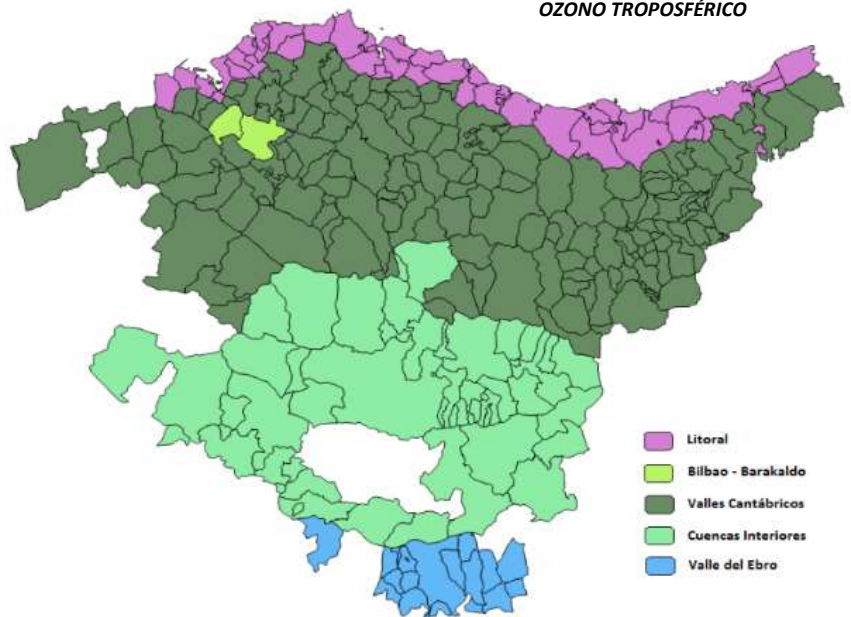 OZONO TROPOSFÉRICO
Litoral
Bilbao - Barakaldo
Valles Cantábricos
Cuencas Interiores
Valle del Ebro